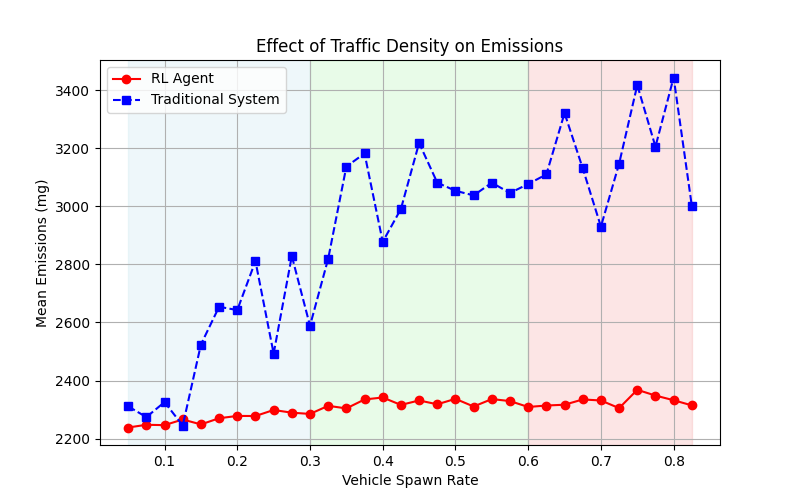 Effect of Traffic Density on Emissions
RL Agent
Traditional System
Mean Emissions (mg)
3400
3200
3000
2800
2600
2400
2200
0.1 0.2 0.3 0.4 0.5 0.6 0.7 0.8
Vehicle Spawn Rate